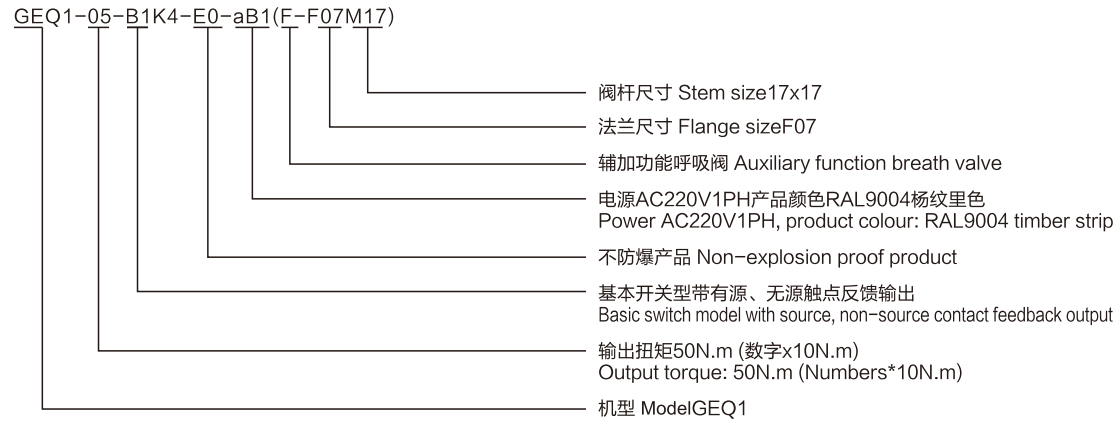 GEQ1-05-B1K4-E0-aB1(F-F07M17)
阀杆尺寸 Stem size17x17
法兰尺寸 Flange sizeF07
辅加功能呼吸阀 Auxiliary function breath valve
电源AC220V1PH产品颜色RAL9004杨纹里色
Power AC220V1PH, product colour: RAL9004 timber strip
不防爆产品 Non-explosion proof product
基本开关型带有源、无源触点反馈输出
Basic switch model with source, non-source contact feedback output
输出扭矩50N.m (数字x10N.m)
Output torque: 50N.m (Numbers*10N.m)
机型 ModelGEQ1